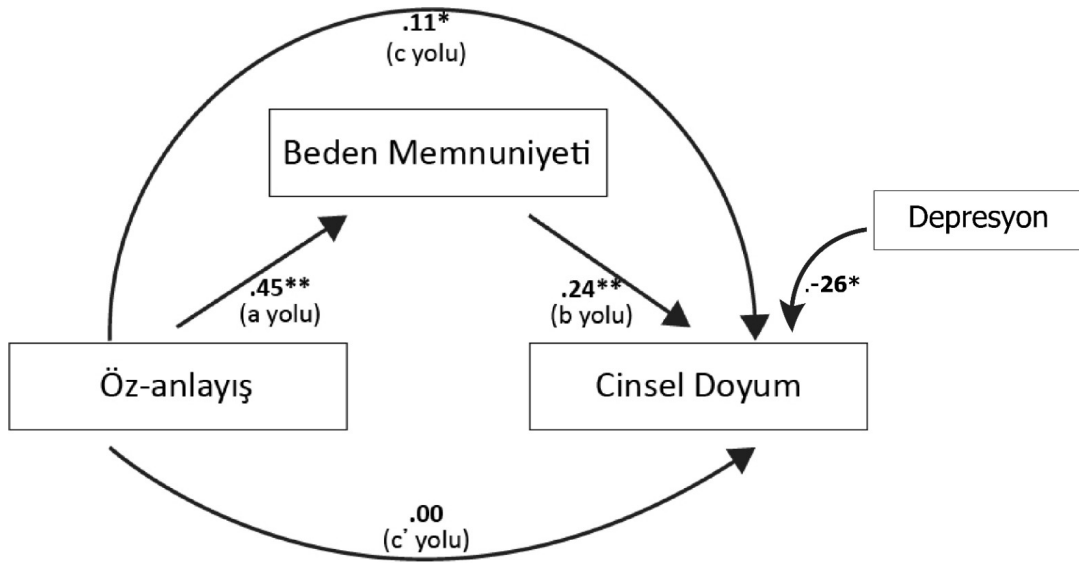 .11*
(c yolu)
Beden Memnuniyeti
Depresyon
.-26*
.45**
(a yolu)
.24**
(b yolu)
Öz-anlayış
Cinsel Doyum
.00
(c' yolu)